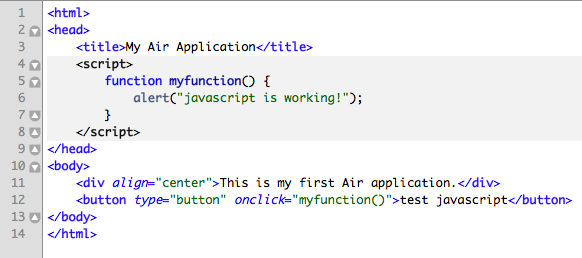 1 <html>
2 <head>
3     <title>My Air Application</title>
4     <script>
5         function myfunction() {
6             alert("javascript is working!");
7         }
8     </script>
9 </head>
10 <body>
11     <div align="center">This is my first Air application.</div>
12     <button type="button" onclick="myfunction()">test javascript</button>
13 </body>
14 </html>